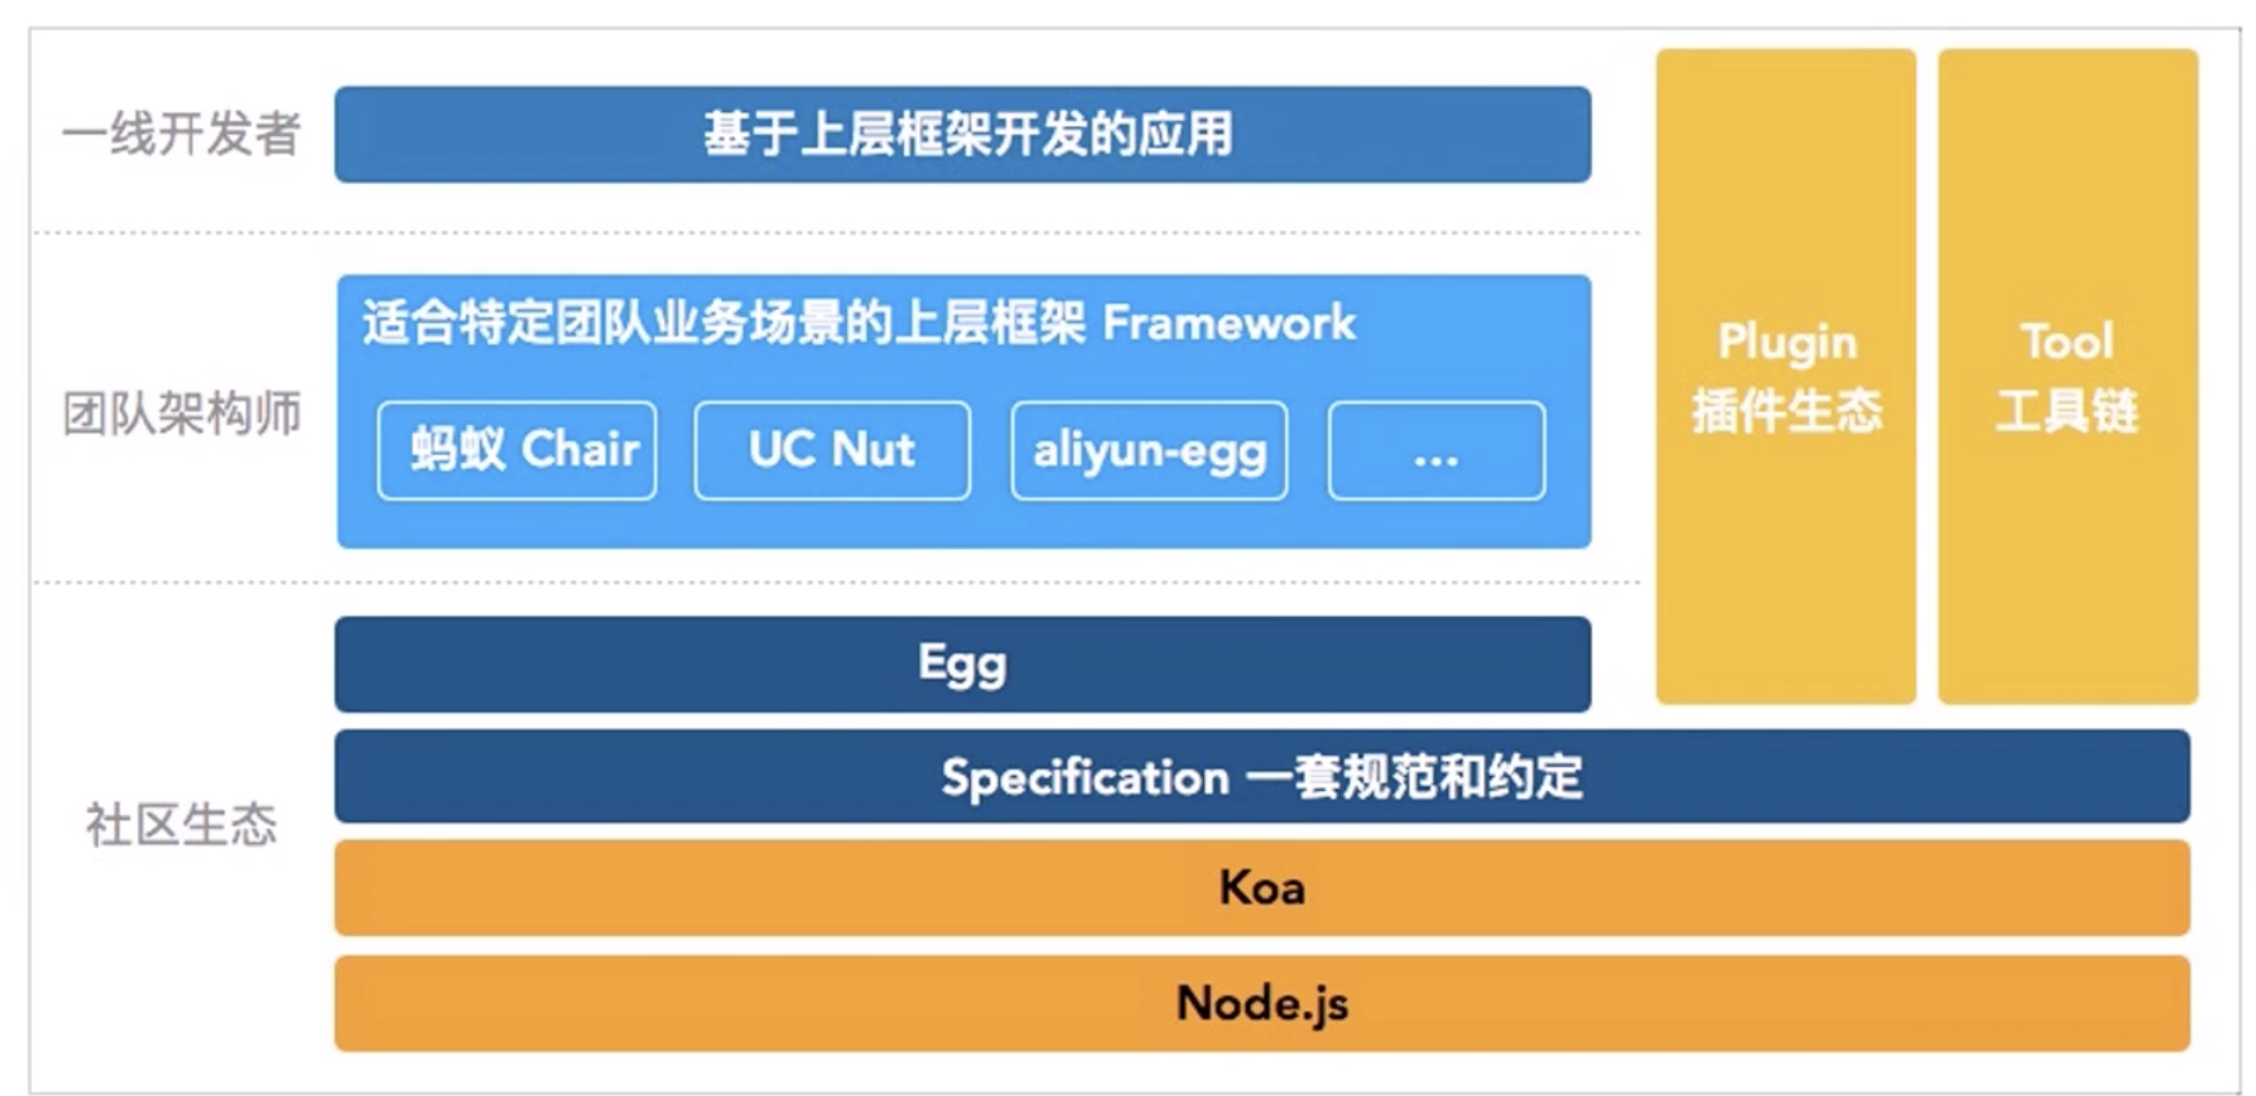 一线开发者
基于上层框架开发的应用
团队架构师
适合特定团队业务场景的上层框架 Framework
蚂蚁 Chair
UC Nut
aliyun-egg
...
Plugin
插件生态
Tool
工具链
社区生态
Egg
Specification 一套规范和约定
Koa
Node.js